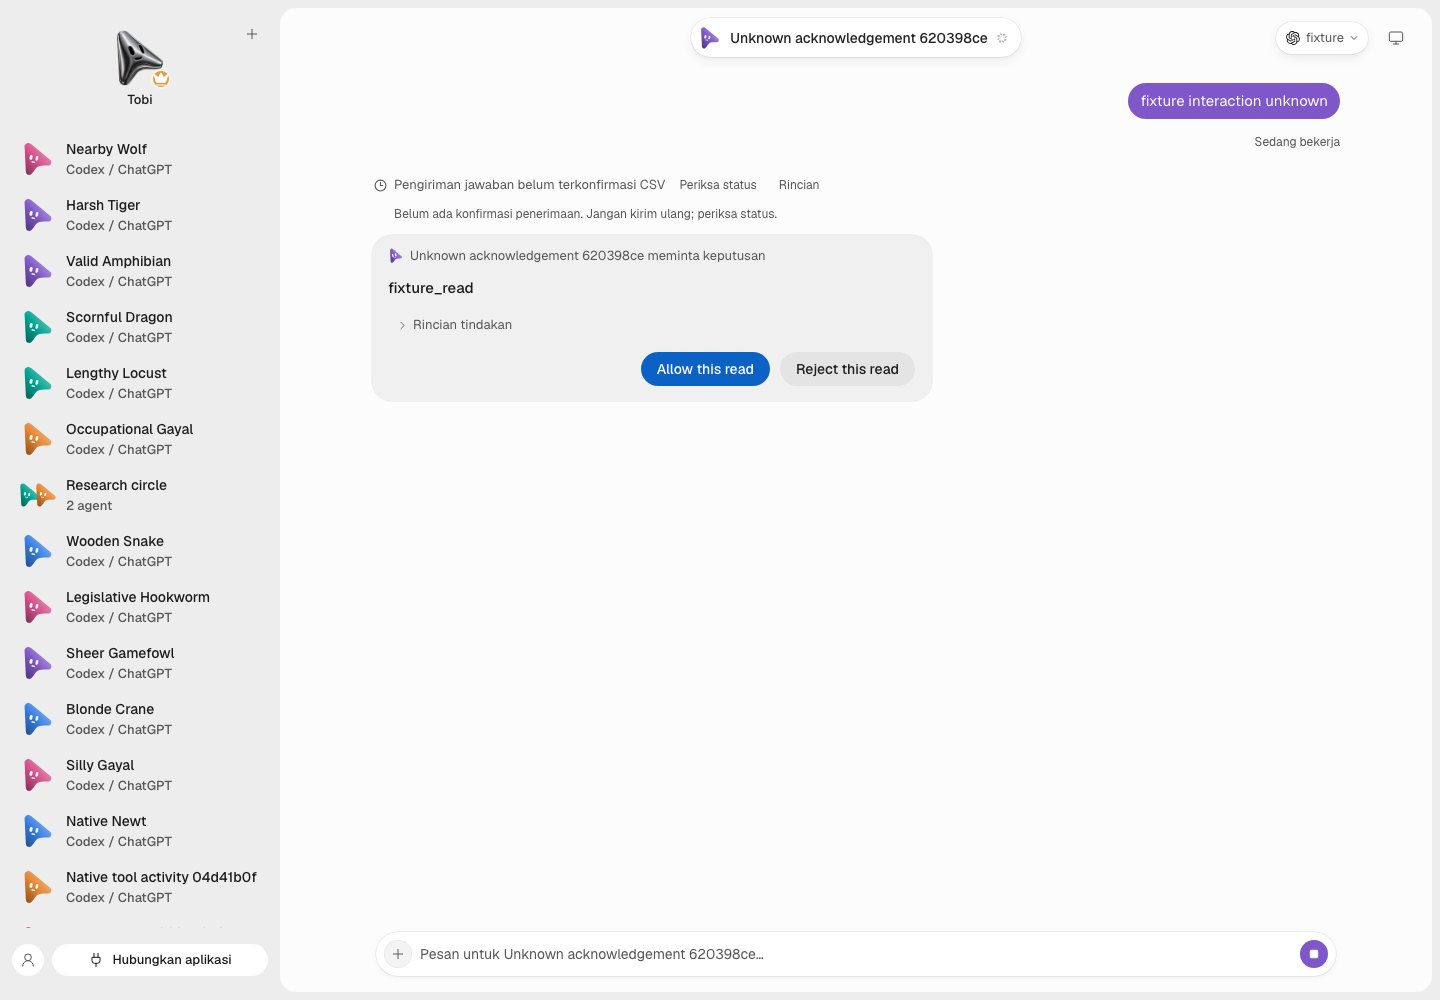 Tobi
Nearby Wolf
Codex / ChatGPT
Harsh Tiger
Codex / ChatGPT
Valid Amphibian
Codex / ChatGPT
Scornful Dragon
Codex / ChatGPT
Lengthy Locust
Codex / ChatGPT
Occupational Gayal
Codex / ChatGPT
Research circle
2 agent
Wooden Snake
Codex / ChatGPT
Legislative Hookworm
Codex / ChatGPT
Sheer Gamefowl
Codex / ChatGPT
Blonde Crane
Codex / ChatGPT
Silly Gayal
Codex / ChatGPT
Native Newt
Codex / ChatGPT
Native tool activity 04d41b0f
Codex / ChatGPT
Hubungkan aplikasi
Unknown acknowledgement 620398ce
fixture
fixture interaction unknown
Sedang bekerja
Pengiriman jawaban belum terkonfirmasi CSV Periksa status Rincian
Belum ada konfirmasi penerimaan. Jangan kirim ulang; periksa status.
Unknown acknowledgement 620398ce meminta keputusan
fixture_read
Rincian tindakan
Allow this read Reject this read
Pesan untuk Unknown acknowledgement 620398ce…